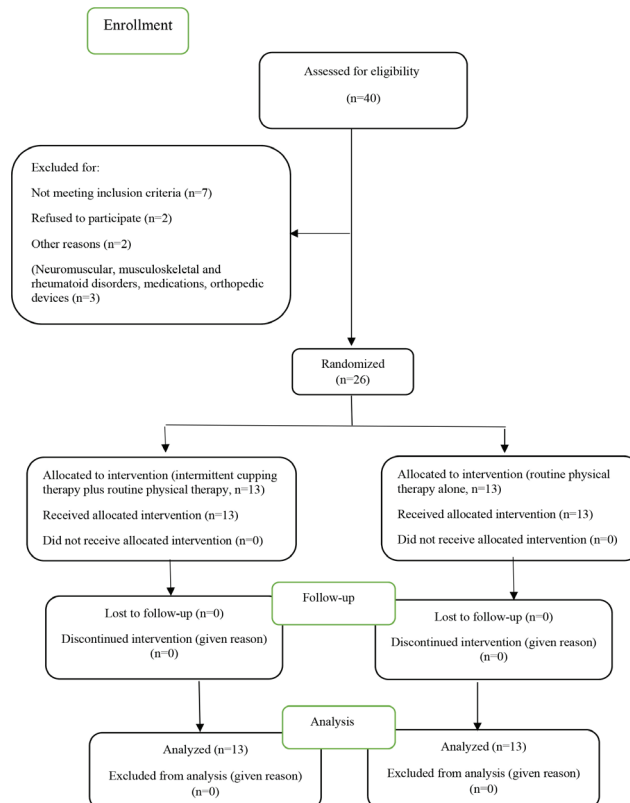 Enrollment
Assessed for eligibility
(n=40)
Excluded for:
Not meeting inclusion criteria (n=7)
Refused to participate (n=2)
Other reasons (n=2)
(Neuromuscular, musculoskeletal and
rheumatoid disorders, medications, orthopedic
devices (n=3)
Randomized
(n=26)
Allocated to intervention (intermittent cupping
therapy plus routine physical therapy, n=13)
Received allocated intervention (n=13)
Did not receive allocated intervention (n=0)
Allocated to intervention (routine physical
therapy alone, n=13)
Received allocated intervention (n=13)
Did not receive allocated intervention (n=0)
Follow-up
Lost to follow-up (n=0)
Discontinued intervention (given reason)
(n=0)
Lost to follow-up (n=0)
Discontinued intervention (given reason)
(n=0)
Analysis
Analyzed (n=13)
Excluded from analysis (given reason)
(n=0)
Analyzed (n=13)
Excluded from analysis (given reason)
(n=0)